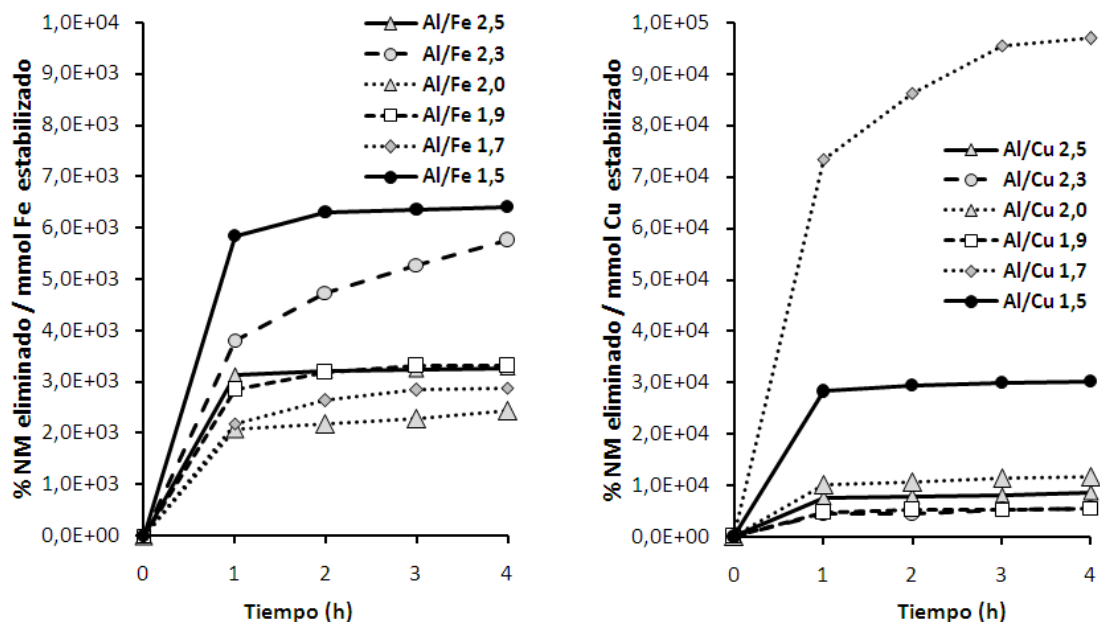 % NM eliminado / mmol Fe estabilizado
1,0E+04
9,0E+03
8,0E+03
7,0E+03
6,0E+03
5,0E+03
4,0E+03
3,0E+03
2,0E+03
1,0E+03
0,0E+00
0 1 2 3 4
Tiempo (h)
Al/Fe 2,5
Al/Fe 2,3
Al/Fe 2,0
Al/Fe 1,9
Al/Fe 1,7
Al/Fe 1,5
% NM eliminado / mmol Cu estabilizado
1,0E+05
9,0E+04
8,0E+04
7,0E+04
6,0E+04
5,0E+04
4,0E+04
3,0E+04
2,0E+04
1,0E+04
0,0E+00
0 1 2 3 4
Tiempo (h)
Al/Cu 2,5
Al/Cu 2,3
Al/Cu 2,0
Al/Cu 1,9
Al/Cu 1,7
Al/Cu 1,5